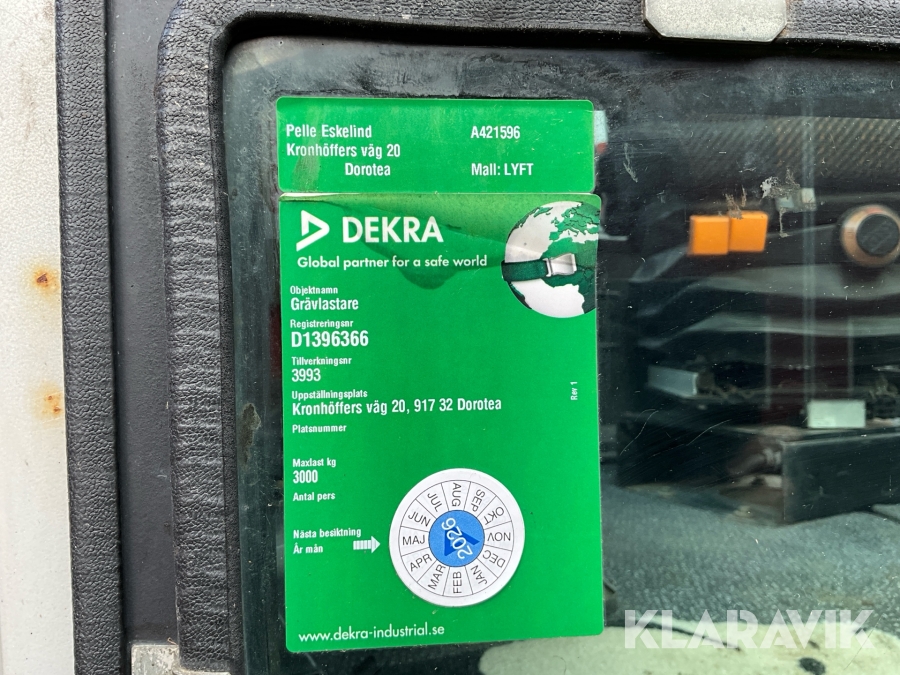 Pelle Eskelind A421596
Kronhöffers väg 20
Dorotea Mall: LYFT
DEKRA
Global partner for a safe world
Objektnamn
Grävlastare
Registreringsnr
D1396366
Tillverkningsnr
3993
Uppställningsplats
Kronhöffers väg 20, 917 32 Dorotea
Platsnummer
Rev 1
Maxlast kg
3000
Antal pers
Nästa besiktning
År mån
JAN
FEB
MAR
APR
MAJ
JUN
JUL
AUG
SEP
OKT
NOV
DEC
2026
www.dekra-industrial.se
KLARAVIK